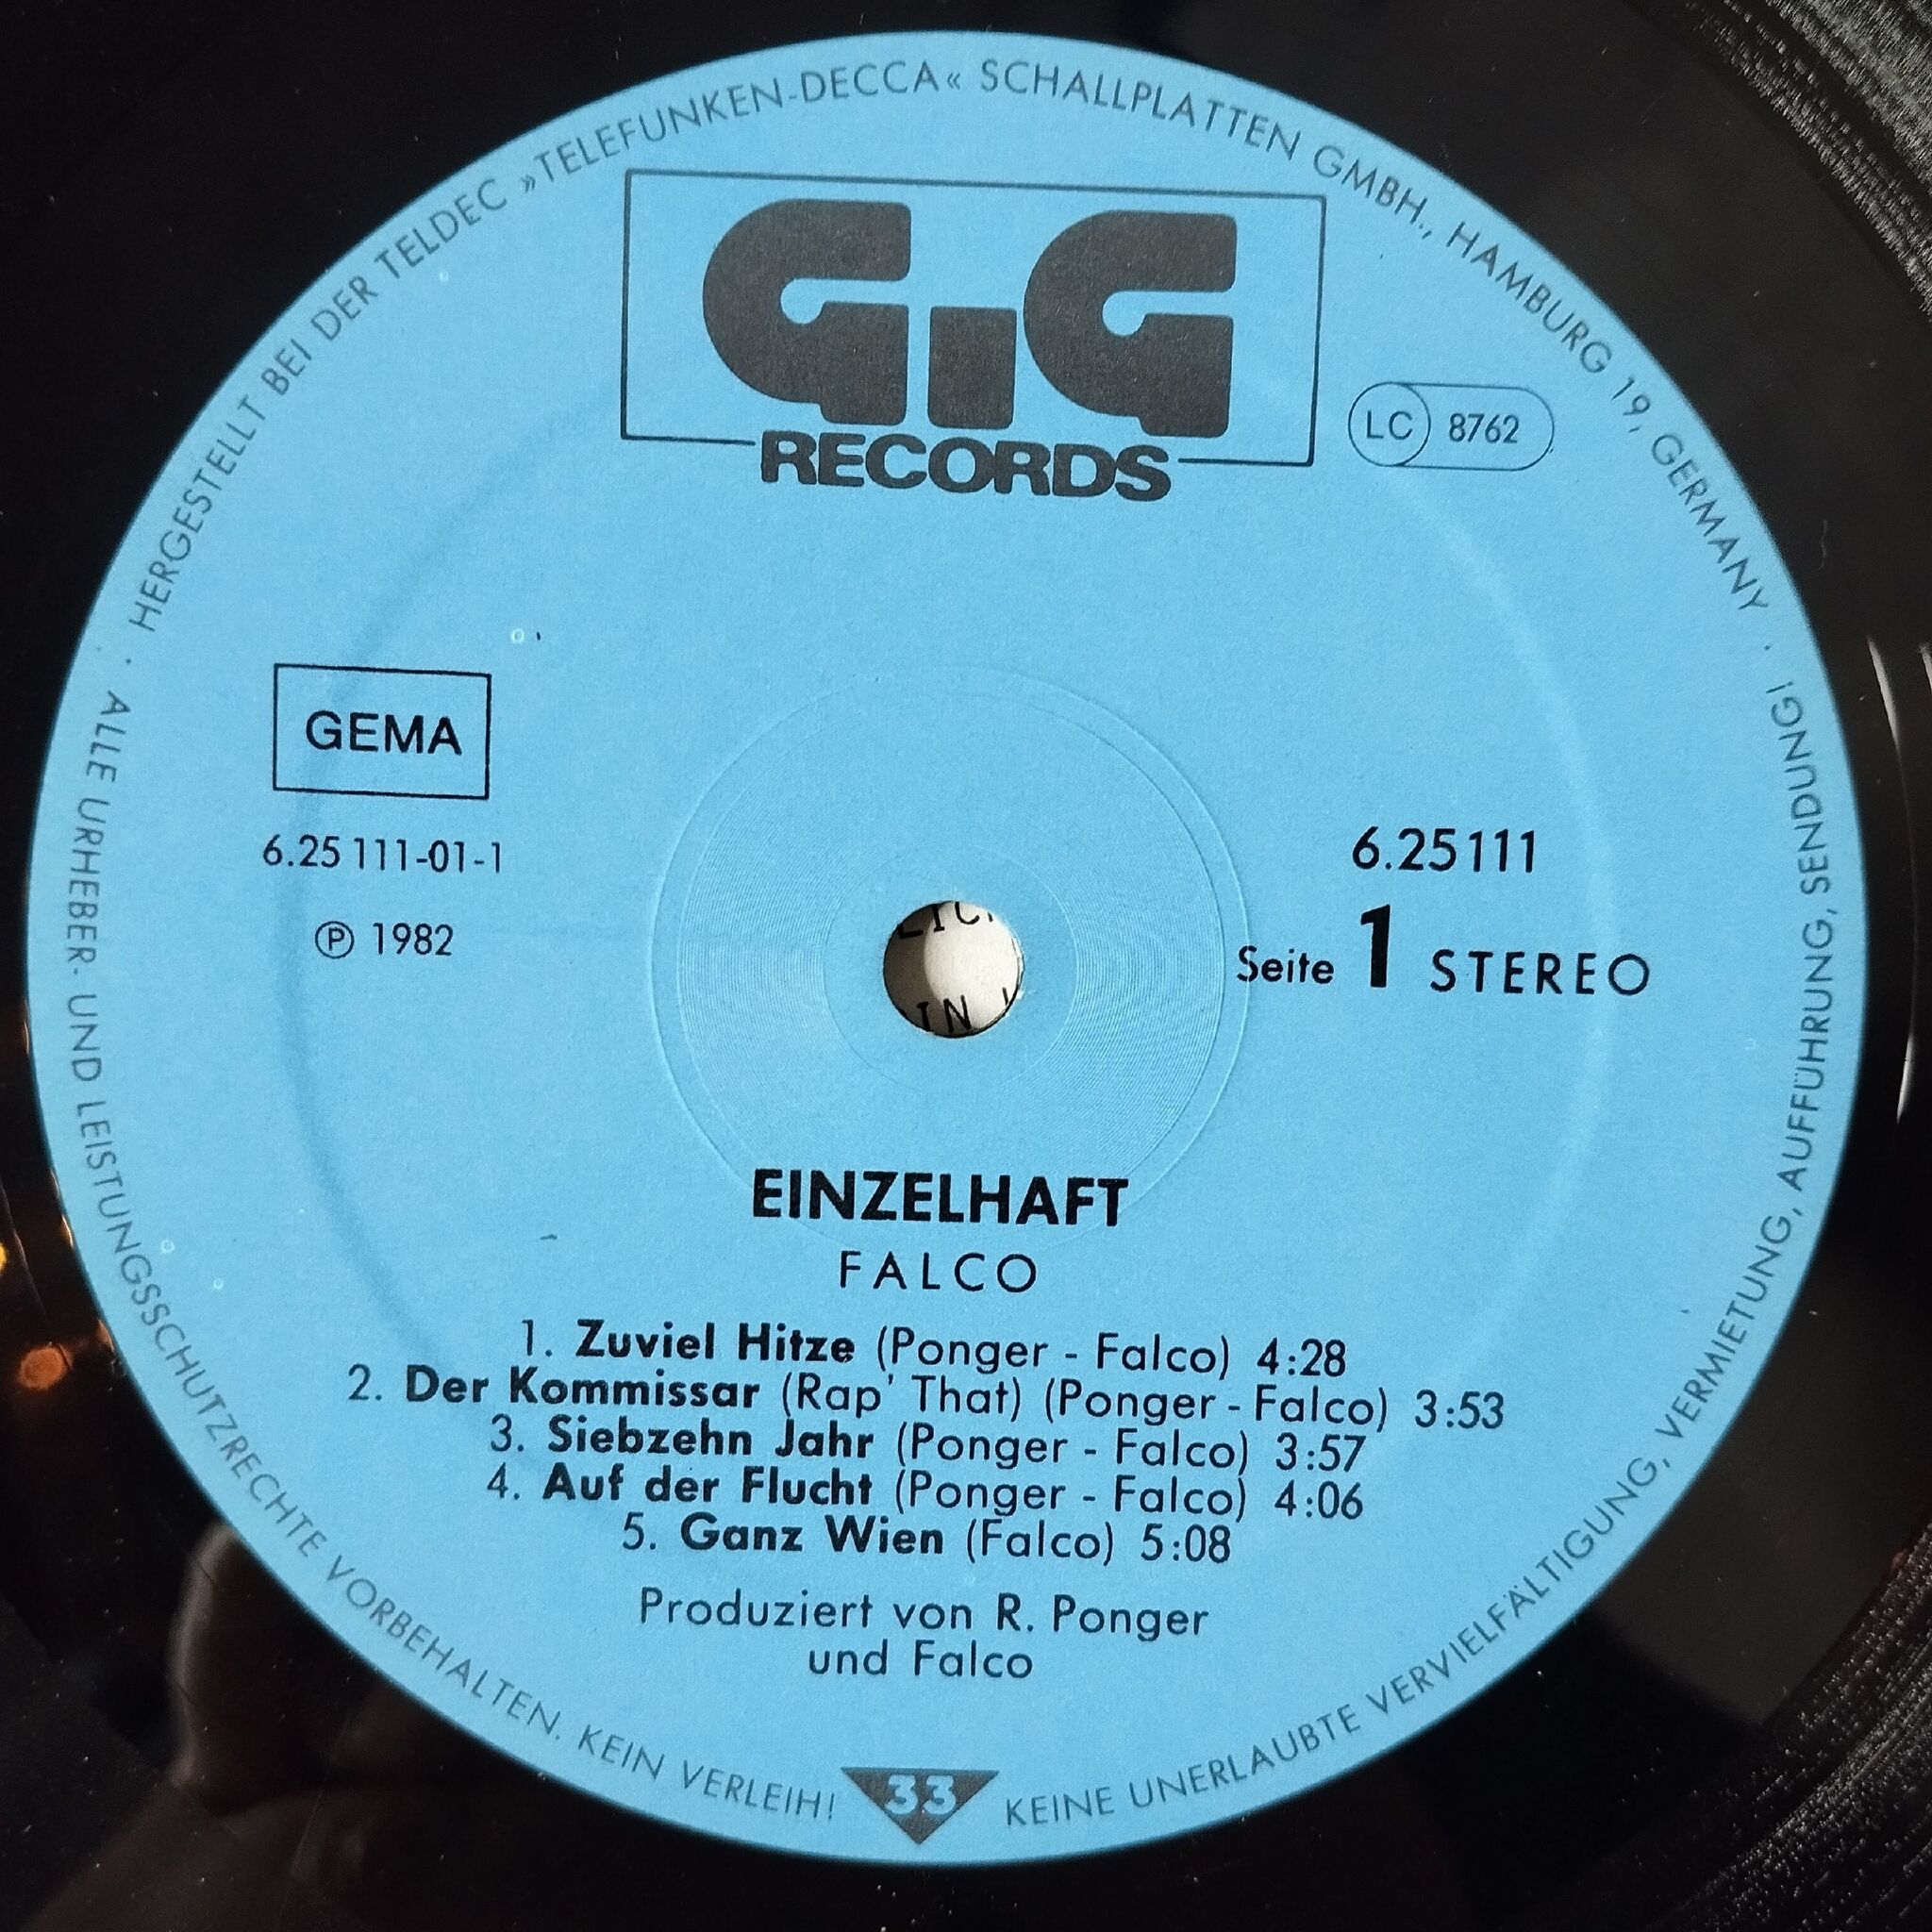 HERGESTELLT BEI DER TELDEC »TELEFUNKEN-DECCA« SCHALLPLATTEN GMBH., HAMBURG 19, GERMANY ·
GiG
RECORDS
LC 8762
GEMA
6.25 111-01-1
℗ 1982
6.25111
Seite 1 STEREO
IN
EINZELHAFT
FALCO
1. Zuviel Hitze (Ponger - Falco) 4:28
2. Der Kommissar (Rap' That) (Ponger - Falco) 3:53
3. Siebzehn Jahr (Ponger - Falco) 3:57
4. Auf der Flucht (Ponger - Falco) 4:06
5. Ganz Wien (Falco) 5:08
Produziert von R. Ponger
und Falco
33
· ALLE URHEBER- UND LEISTUNGSSCHUTZRECHTE VORBEHALTEN. KEIN VERLEIH!
KEINE UNERLAUBTE VERVIELFÄLTIGUNG, VERMIETUNG, AUFFÜHRUNG, SENDUNG!